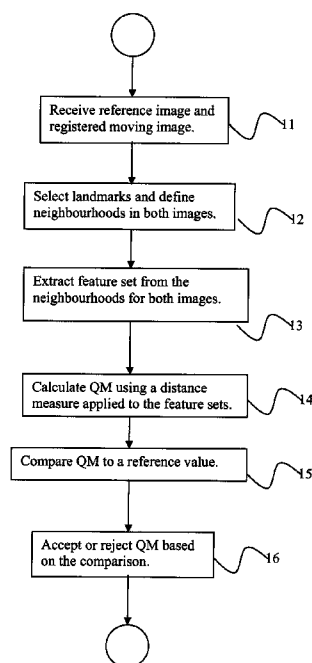 Receive reference image and
registered moving image.
11
Select landmarks and define
neighbourhoods in both images.
12
Extract feature set from the
neighbourhoods for both images.
13
Calculate QM using a distance
measure applied to the feature sets.
14
Compare QM to a reference value.
15
Accept or reject QM based
on the comparison.
16